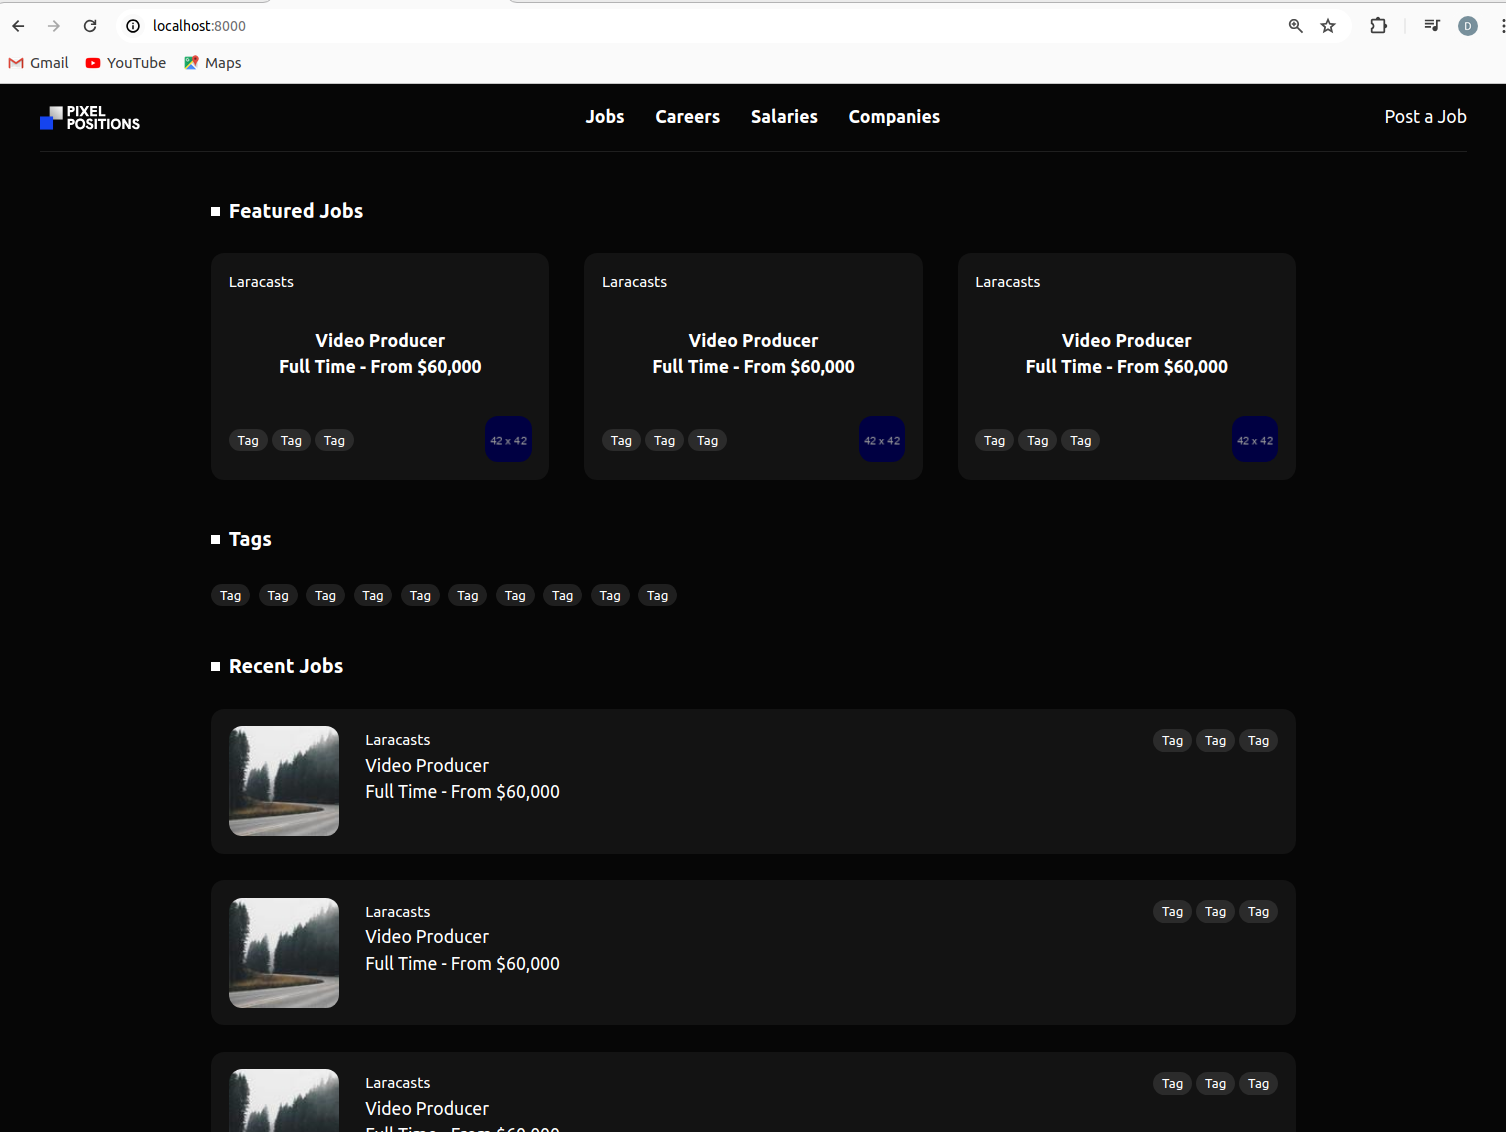 localhost:8000
D
Gmail YouTube Maps
PIXEL
POSITIONS
Jobs Careers Salaries Companies
Post a Job
Featured Jobs
Laracasts
Video Producer
Full Time - From $60,000
Tag Tag Tag
42 x 42
Laracasts
Video Producer
Full Time - From $60,000
Tag Tag Tag
42 x 42
Laracasts
Video Producer
Full Time - From $60,000
Tag Tag Tag
42 x 42
Tags
Tag Tag Tag Tag Tag Tag Tag Tag Tag Tag
Recent Jobs
Laracasts
Video Producer
Full Time - From $60,000
Tag Tag Tag
Laracasts
Video Producer
Full Time - From $60,000
Tag Tag Tag
Laracasts
Video Producer
Full Time - From $60,000
Tag Tag Tag